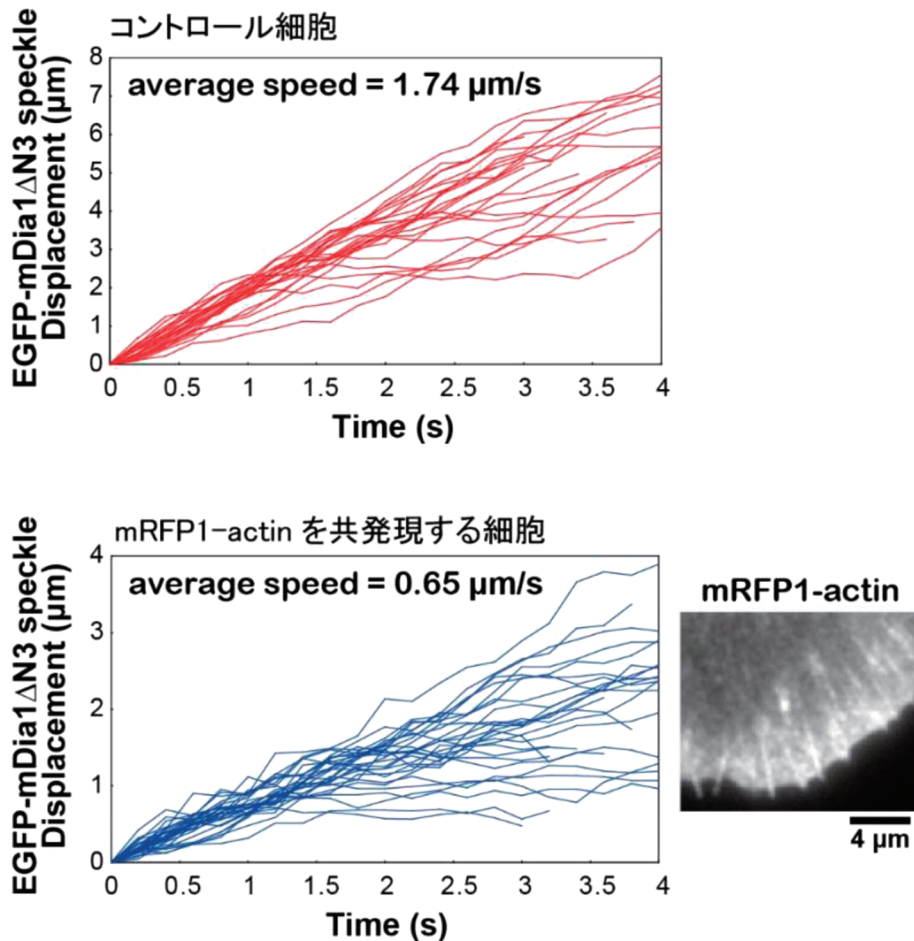 コントロール細胞
average speed = 1.74 μm/s
EGFP-mDia1ΔN3 speckle
Displacement (μm)
8
7
6
5
4
3
2
1
0
0 0.5 1 1.5 2 2.5 3 3.5 4
Time (s)
mRFP1-actin を共発現する細胞
average speed = 0.65 μm/s
EGFP-mDia1ΔN3 speckle
Displacement (μm)
4
3
2
1
0
0 0.5 1 1.5 2 2.5 3 3.5 4
Time (s)
mRFP1-actin
4 μm